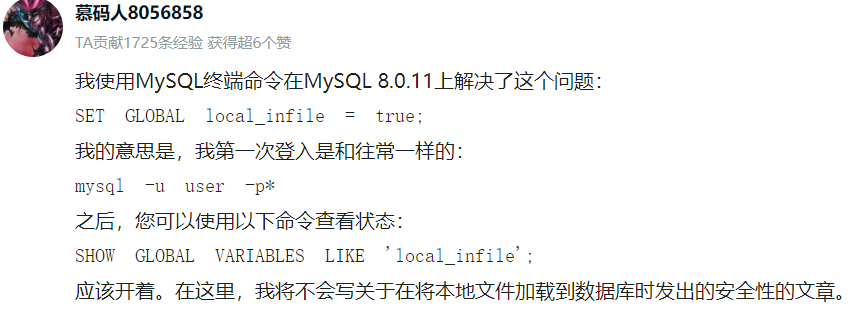 慕码人8056858
TA贡献1725条经验 获得超6个赞
我使用MySQL终端命令在MySQL 8.0.11上解决了这个问题：
SET GLOBAL local_infile = true;
我的意思是，我第一次登入是和往常一样的：
mysql -u user -p*
之后，您可以使用以下命令查看状态：
SHOW GLOBAL VARIABLES LIKE 'local_infile';
应该开着。在这里，我将不会写关于在将本地文件加载到数据库时发出的安全性的文章。